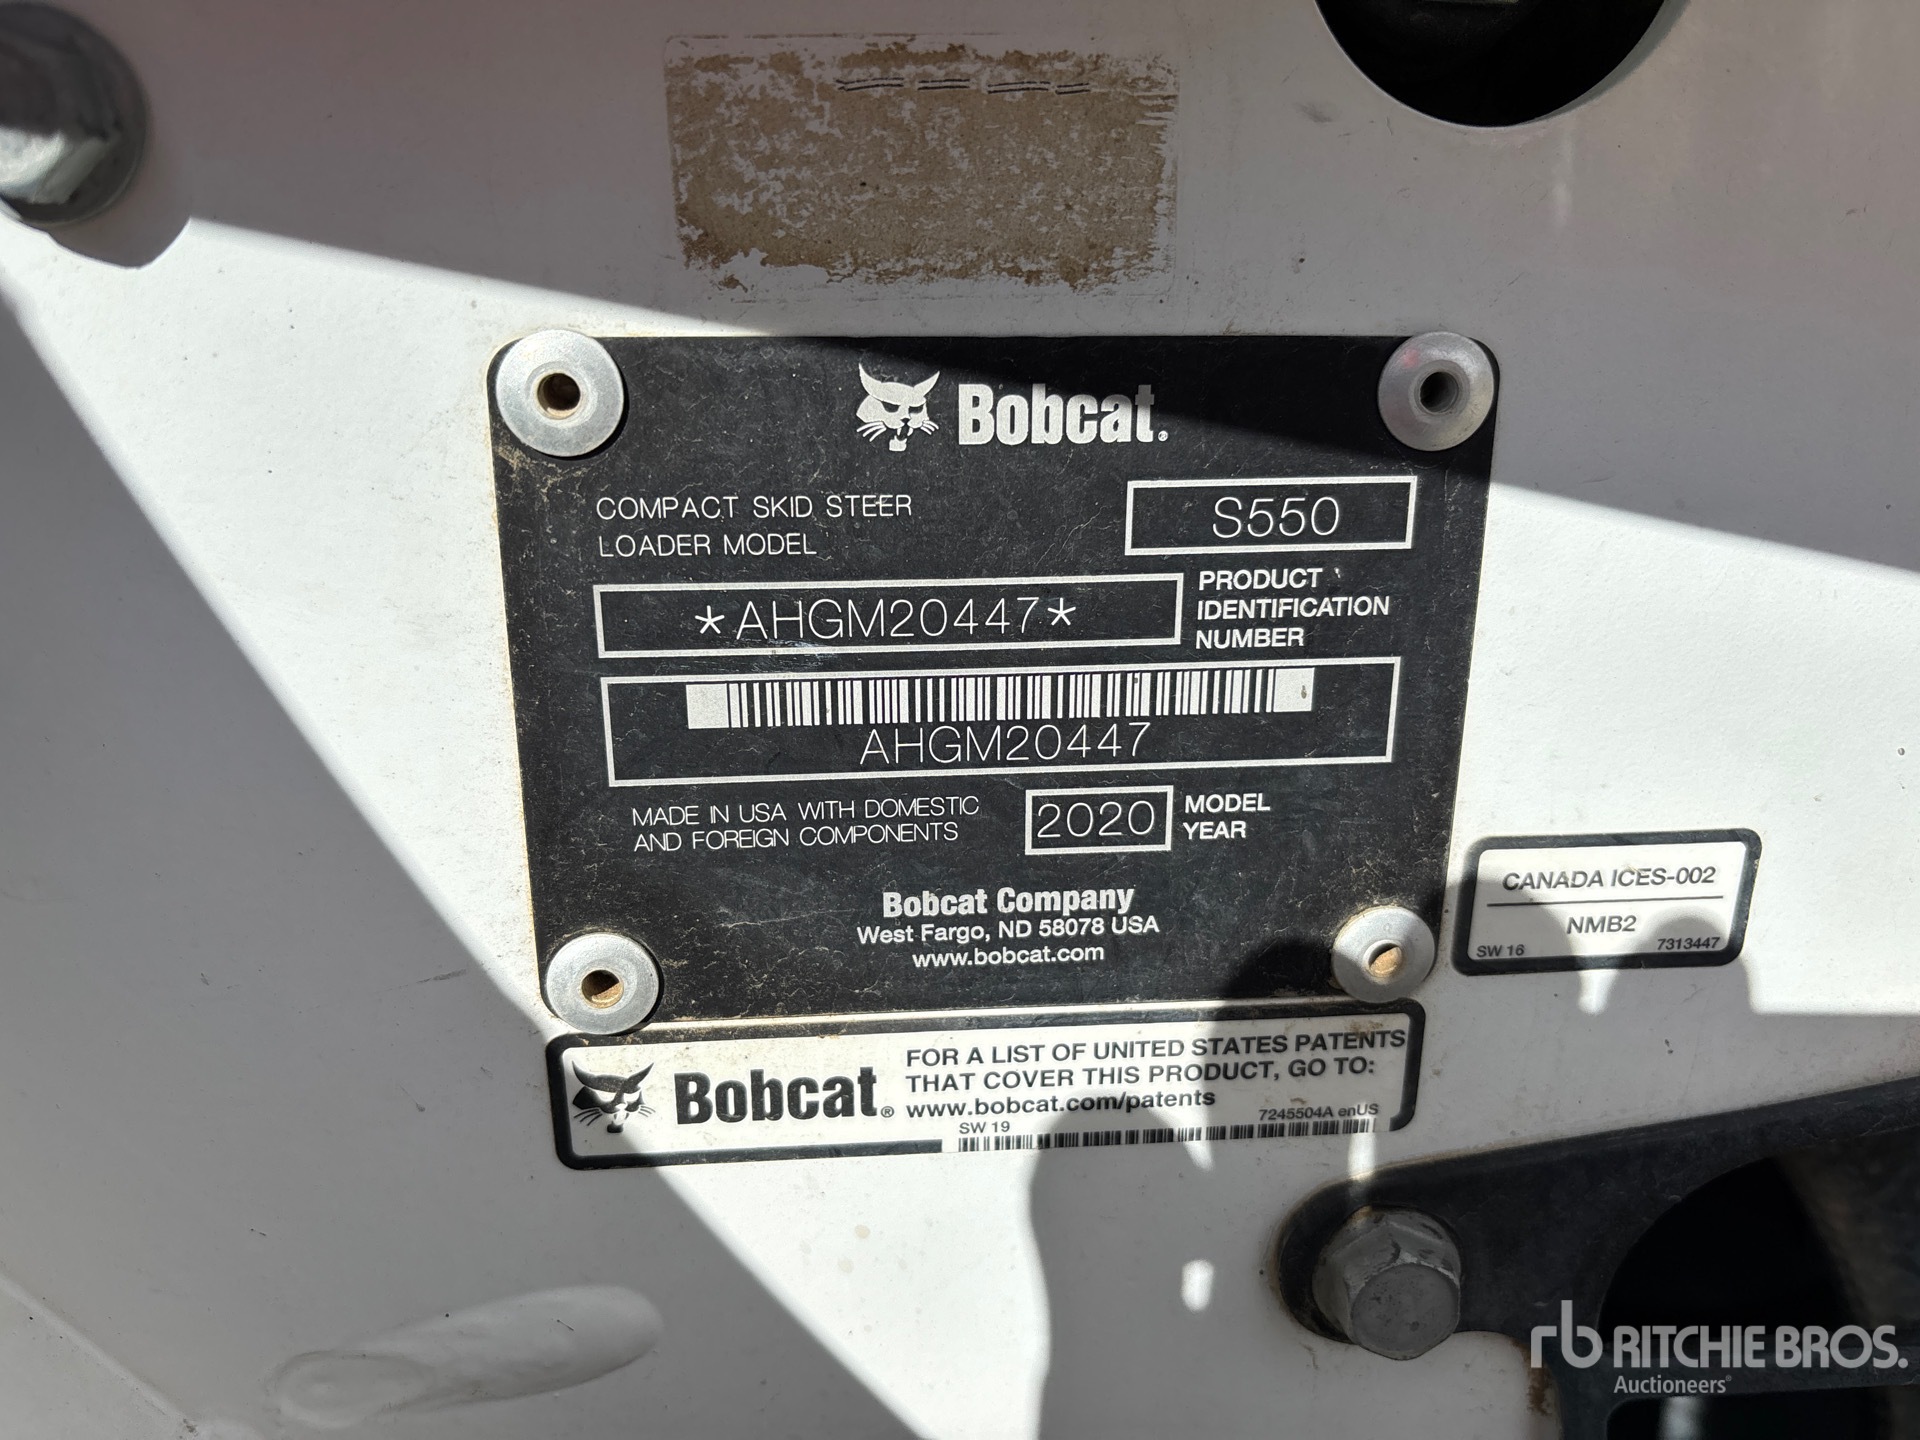 Bobcat®
COMPACT SKID STEER
LOADER MODEL
S550
*AHGM20447*
PRODUCT
IDENTIFICATION
NUMBER
AHGM20447
MADE IN USA WITH DOMESTIC
AND FOREIGN COMPONENTS
2020
MODEL
YEAR
Bobcat Company
West Fargo, ND 58078 USA
www.bobcat.com
CANADA ICES-002
NMB2
SW 16 7313447
Bobcat®
FOR A LIST OF UNITED STATES PATENTS
THAT COVER THIS PRODUCT, GO TO:
www.bobcat.com/patents
7245504A enUS
SW 19
rb RITCHIE BROS.
Auctioneers®